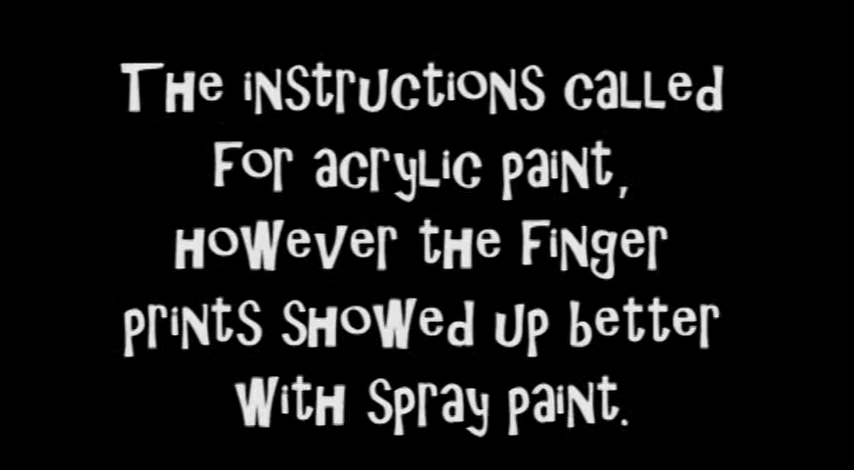 The instructions called
for acrylic paint,
however the finger
prints showed up better
with spray paint.